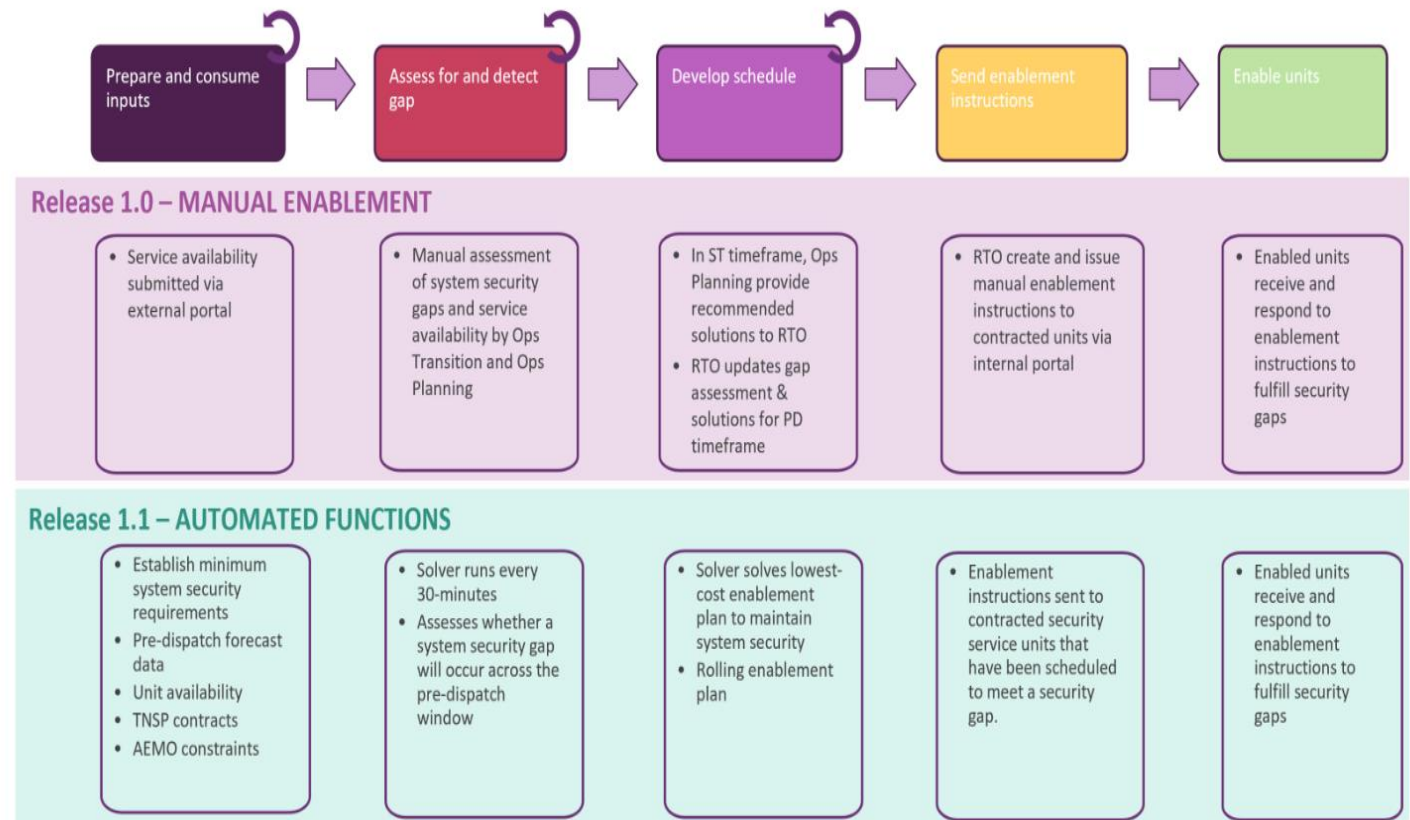 Prepare and consume
inputs
Assess for and detect
gap
Develop schedule
Send enablement
instructions
Enable units
Release 1.0 – MANUAL ENABLEMENT
• Service availability
submitted via
external portal
• Manual assessment
of system security
gaps and service
availability by Ops
Transition and Ops
Planning
• In ST timeframe, Ops
Planning provide
recommended
solutions to RTO
• RTO updates gap
assessment &
solutions for PD
timeframe
• RTO create and issue
manual enablement
instructions to
contracted units via
internal portal
• Enabled units
receive and
respond to
enablement
instructions to
fulfill security
gaps
Release 1.1 – AUTOMATED FUNCTIONS
• Establish minimum
system security
requirements
• Pre-dispatch forecast
data
• Unit availability
• TNSP contracts
• AEMO constraints
• Solver runs every
30-minutes
• Assesses whether a
system security gap
will occur across the
pre-dispatch
window
• Solver solves lowest-
cost enablement
plan to maintain
system security
• Rolling enablement
plan
• Enablement
instructions sent to
contracted security
service units that
have been scheduled
to meet a security
gap.
• Enabled units
receive and
respond to
enablement
instructions to
fulfill security
gaps